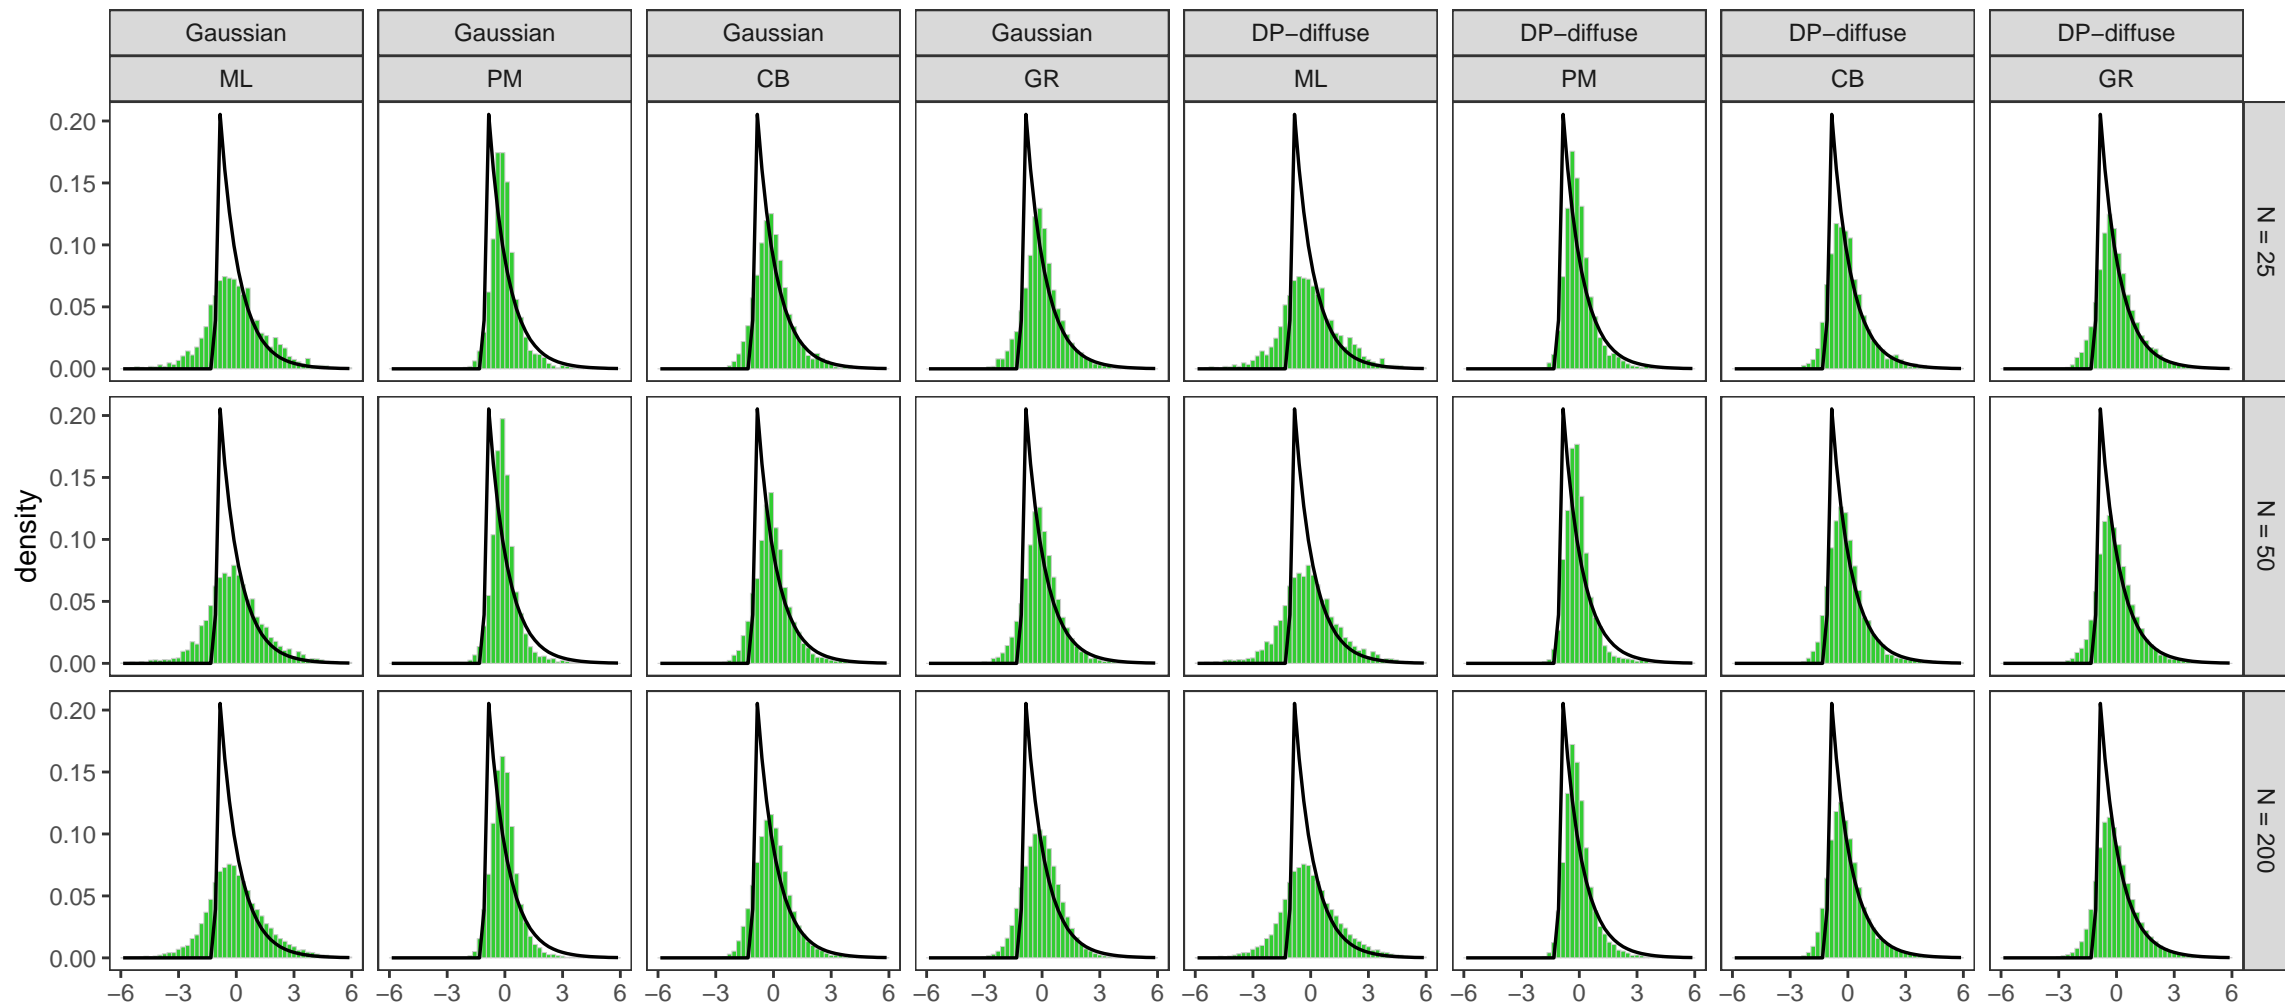 Gaussian Gaussian Gaussian Gaussian DP−diffuse DP−diffuse DP−diffuse DP−diffuse
ML PM CB GR ML PM CB GR
0.20
0.15
0.10
0.05
0.00
N = 25
0.20
0.15
0.10
0.05
0.00
N = 50
density
0.20
0.15
0.10
0.05
0.00
N = 200
−6 −3 0 3 6 −6 −3 0 3 6 −6 −3 0 3 6 −6 −3 0 3 6 −6 −3 0 3 6 −6 −3 0 3 6 −6 −3 0 3 6 −6 −3 0 3 6